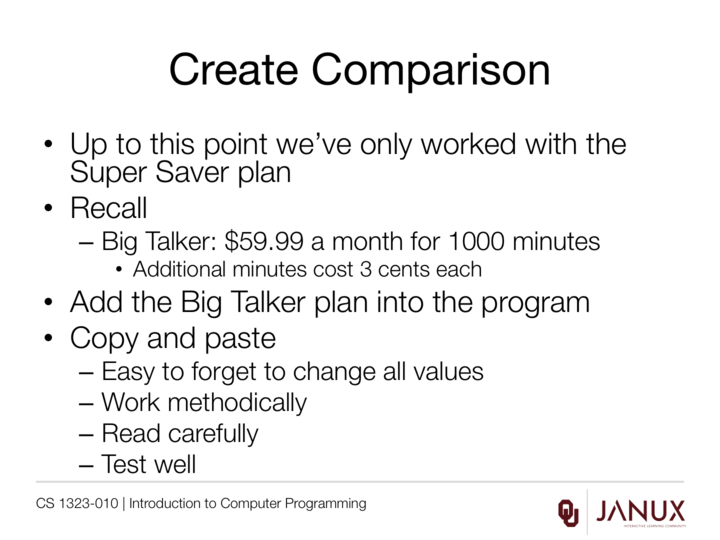 Create Comparison
• Up to this point we've only worked with the
Super Saver plan
• Recall
– Big Talker: $59.99 a month for 1000 minutes
• Additional minutes cost 3 cents each
• Add the Big Talker plan into the program
• Copy and paste
– Easy to forget to change all values
– Work methodically
– Read carefully
– Test well
CS 1323-010 | Introduction to Computer Programming
OU
JANUX
INTERACTIVE LEARNING COMMUNITY